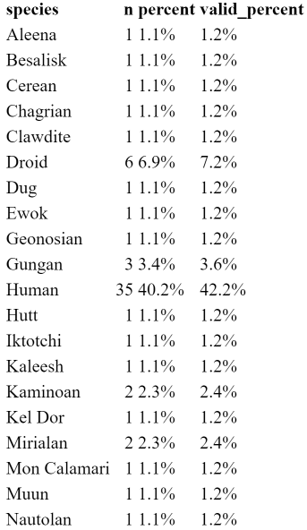 species n percent valid_percent
Aleena 1 1.1% 1.2%
Besalisk 1 1.1% 1.2%
Cerean 1 1.1% 1.2%
Chagrian 1 1.1% 1.2%
Clawdite 1 1.1% 1.2%
Droid 6 6.9% 7.2%
Dug 1 1.1% 1.2%
Ewok 1 1.1% 1.2%
Geonosian 1 1.1% 1.2%
Gungan 3 3.4% 3.6%
Human 35 40.2% 42.2%
Hutt 1 1.1% 1.2%
Iktotchi 1 1.1% 1.2%
Kaleesh 1 1.1% 1.2%
Kaminoan 2 2.3% 2.4%
Kel Dor 1 1.1% 1.2%
Mirialan 2 2.3% 2.4%
Mon Calamari 1 1.1% 1.2%
Muun 1 1.1% 1.2%
Nautolan 1 1.1% 1.2%